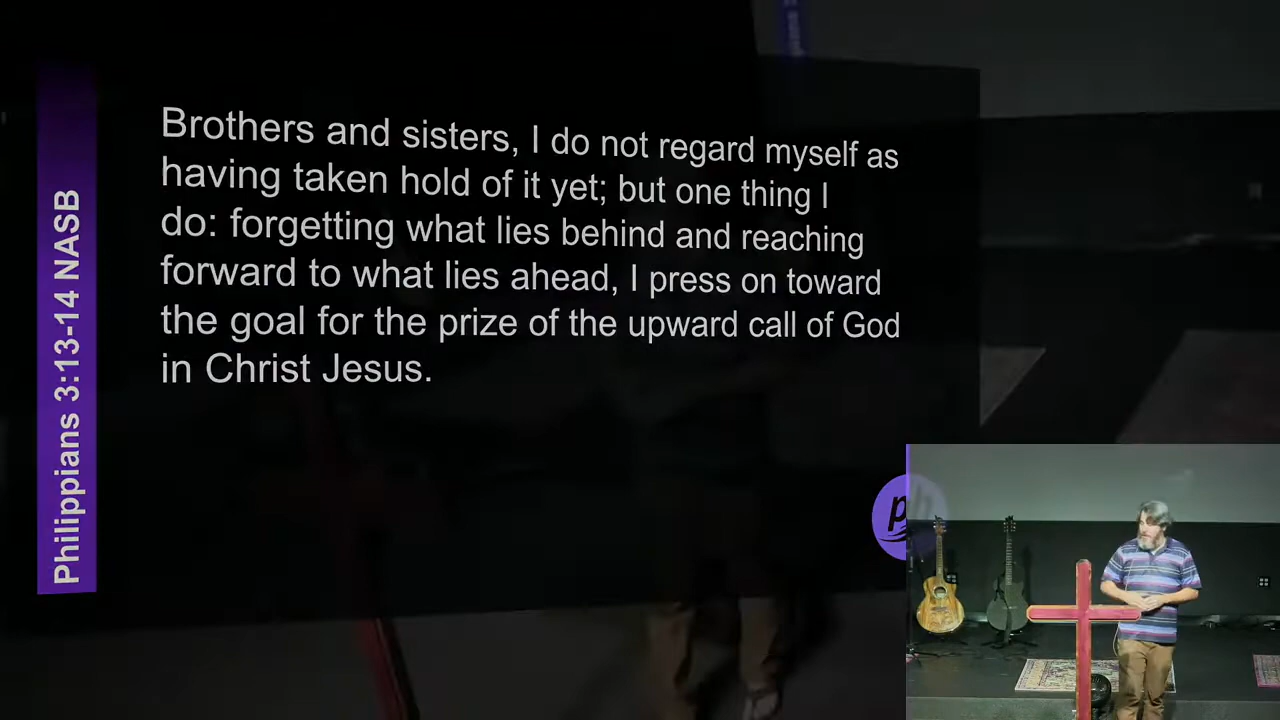 Brothers and sisters, I do not regard myself as
having taken hold of it yet; but one thing I
do: forgetting what lies behind and reaching
forward to what lies ahead, I press on toward
the goal for the prize of the upward call of God
in Christ Jesus.
Philippians 3:13-14 NASB
ph